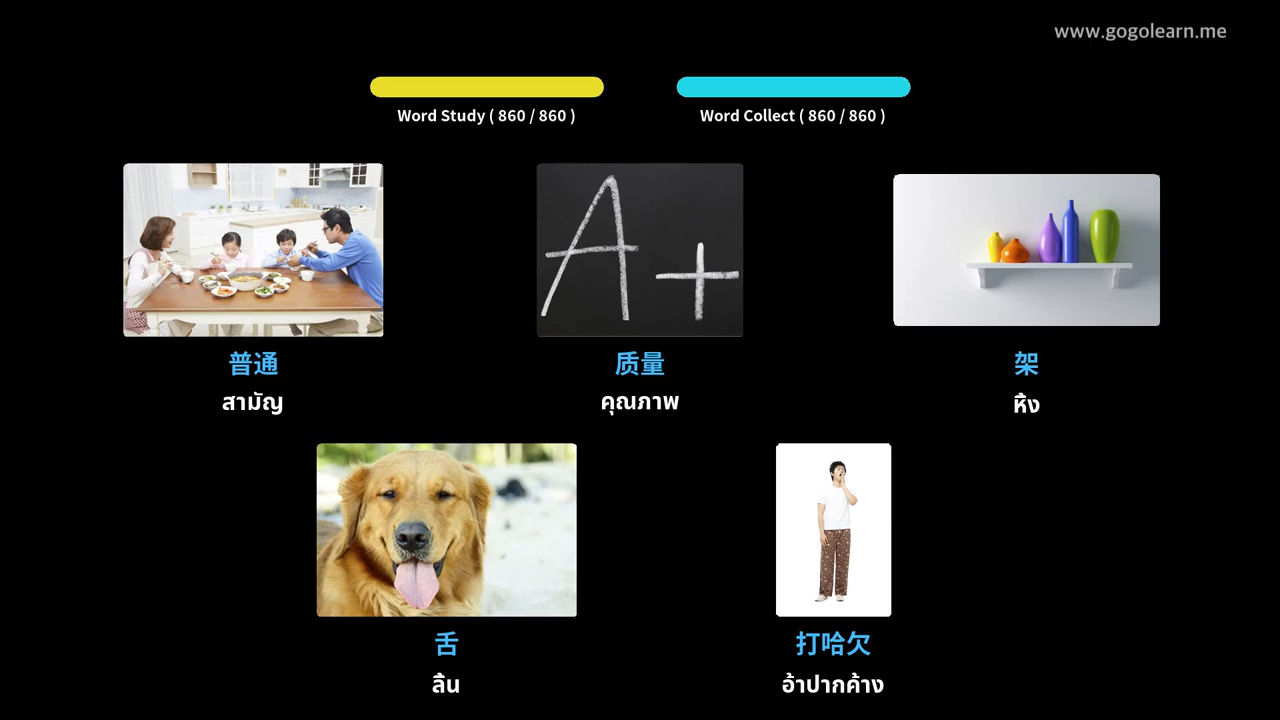 www.gogolearn.me
Word Study ( 860 / 860 )
Word Collect ( 860 / 860 )
A+
普通
สามัญ
质量
คุณภาพ
架
หิ้ง
舌
ลิ้น
打哈欠
อ้าปากค้าง